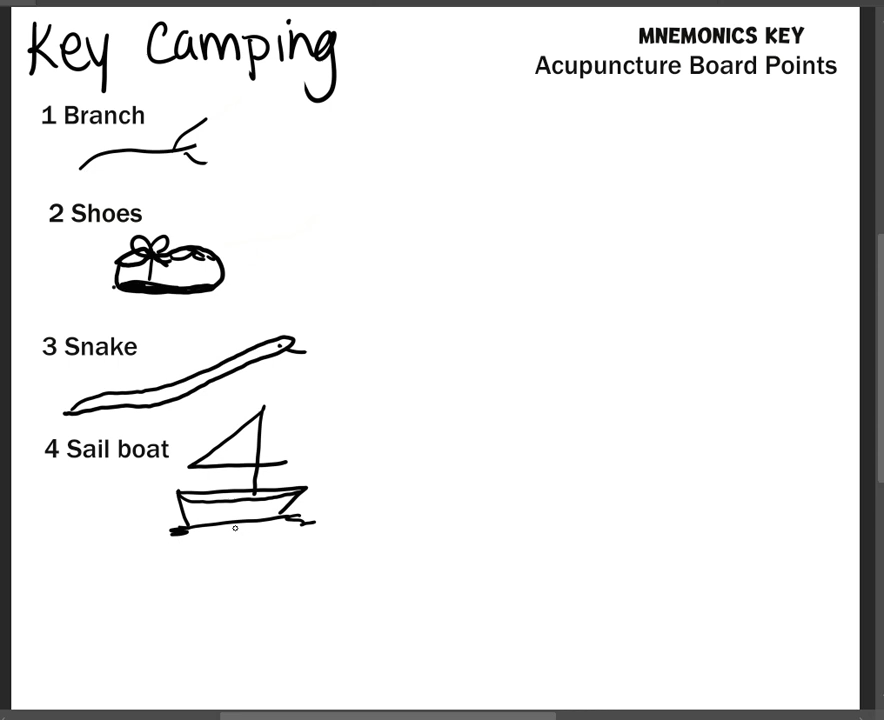 Key Camping
MNEMONICS KEY
Acupuncture Board Points
1 Branch
2 Shoes
3 Snake
4 Sail boat